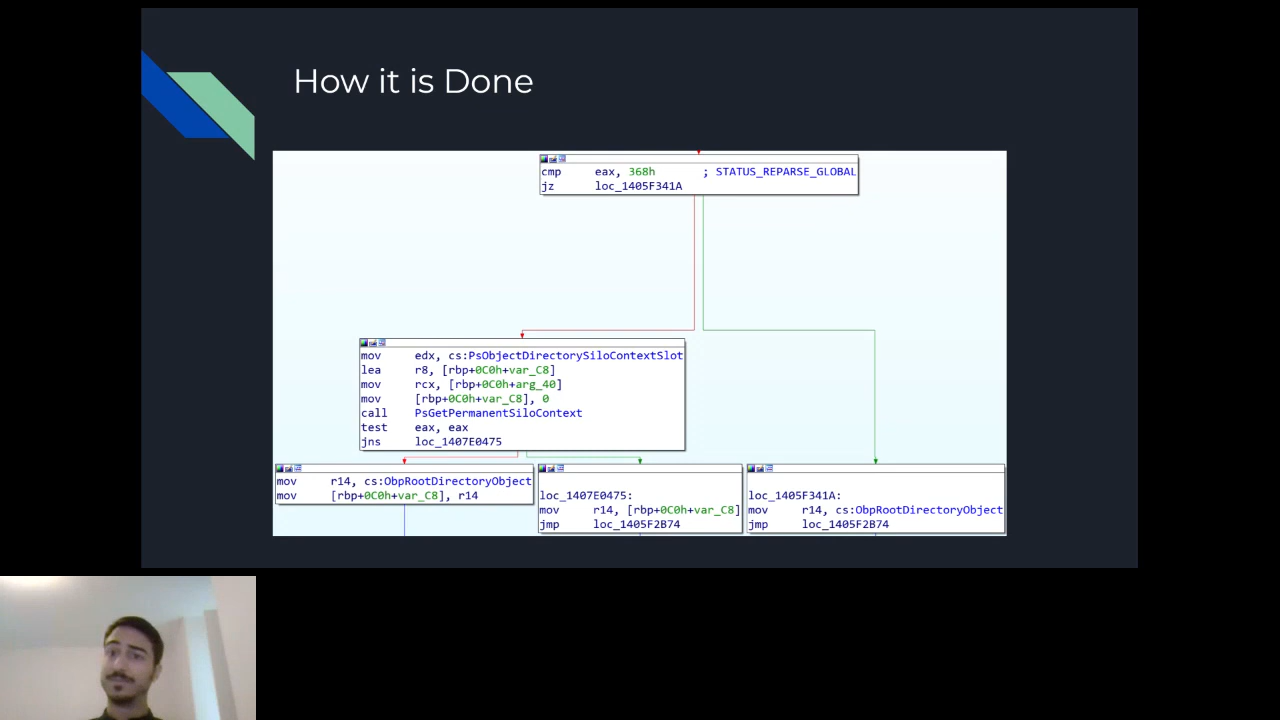 How it is Done
cmp eax, 368h ; STATUS_REPARSE_GLOBAL
jz loc_1405F341A
mov edx, cs:PsObjectDirectorySiloContextSlot
lea r8, [rbp+0C0h+var_C8]
mov rcx, [rbp+0C0h+arg_40]
mov [rbp+0C0h+var_C8], 0
call PsGetPermanentSiloContext
test eax, eax
jns loc_1407E0475
mov r14, cs:ObpRootDirectoryObject
mov [rbp+0C0h+var_C8], r14
loc_1407E0475:
mov r14, [rbp+0C0h+var_C8]
jmp loc_1405F2B74
loc_1405F341A:
mov r14, cs:ObpRootDirectoryObject
jmp loc_1405F2B74